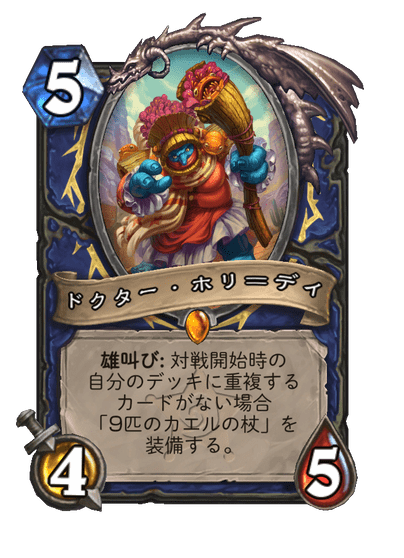 5
ドクター・ホリ＝デイ
雄叫び: 対戦開始時の
自分のデッキに重複する
カードがない場合
「9匹のカエルの杖」を
装備する。
4
5